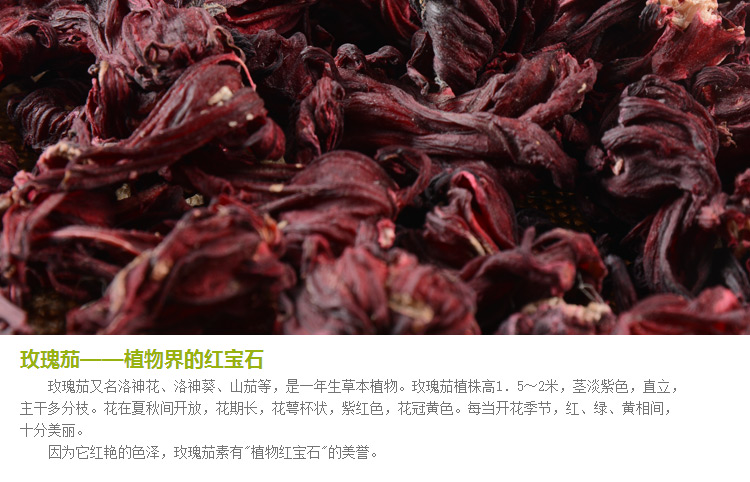 玫瑰茄——植物界的红宝石
玫瑰茄又名洛神花、洛神葵、山茄等，是一年生草本植物。玫瑰茄植株高1．5～2米，茎淡紫色，直立，
主干多分枝。花在夏秋间开放，花期长，花萼杯状，紫红色，花冠黄色。每当开花季节，红、绿、黄相间，
十分美丽。
因为它红艳的色泽，玫瑰茄素有"植物红宝石"的美誉。